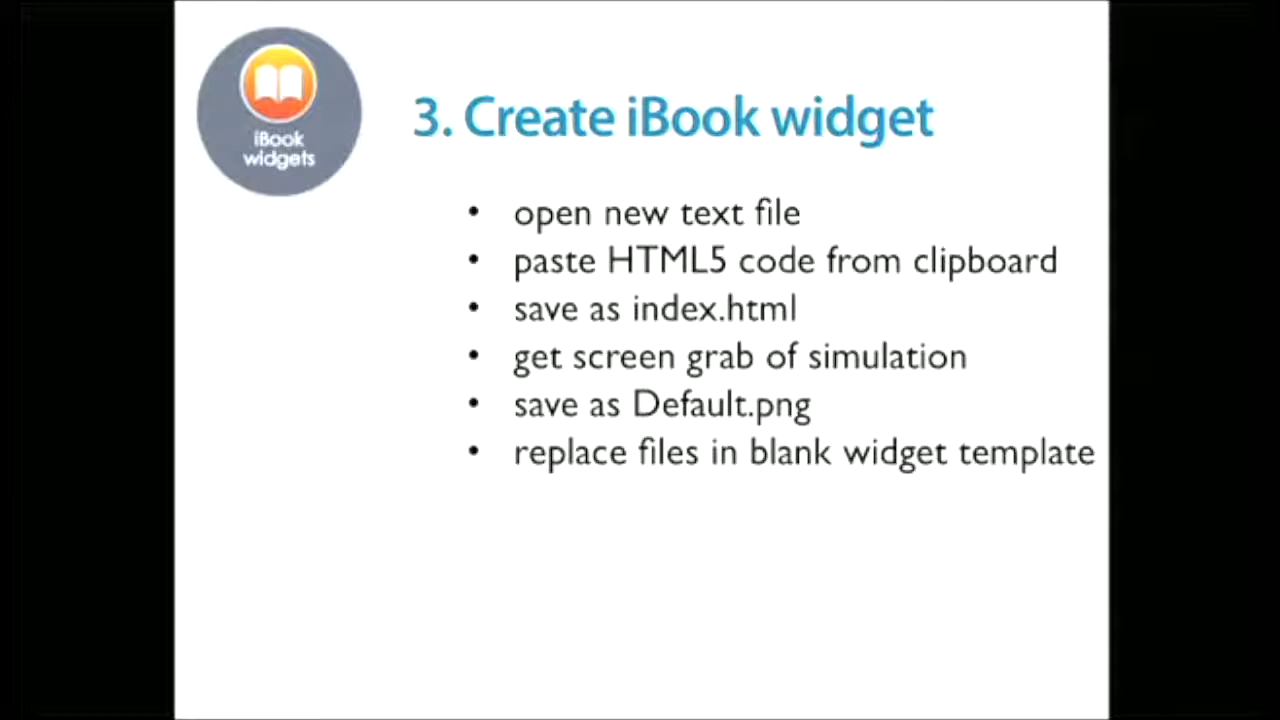 iBook
widgets
3. Create iBook widget
• open new text file
• paste HTML5 code from clipboard
• save as index.html
• get screen grab of simulation
• save as Default.png
• replace files in blank widget template